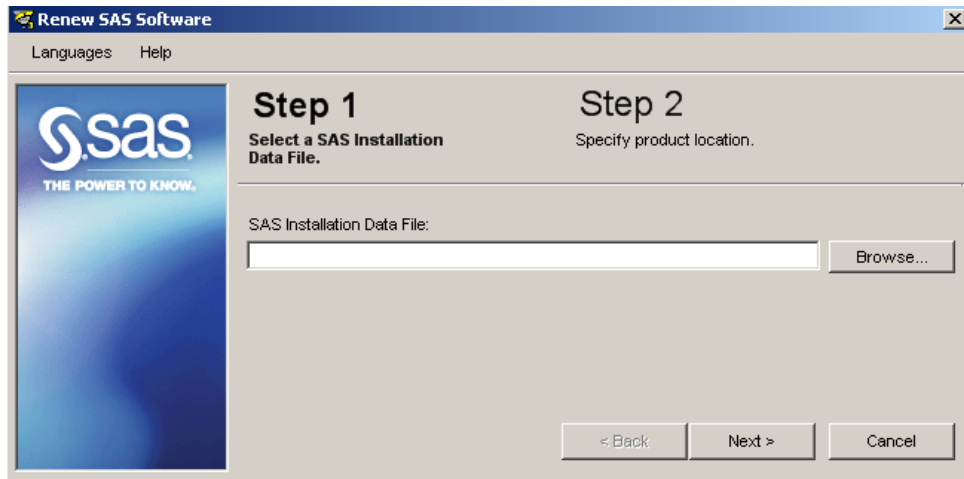 Renew SAS Software
Languages Help
sas
THE POWER TO KNOW.
Step 1
Select a SAS Installation
Data File.
Step 2
Specify product location.
SAS Installation Data File:
Browse...
< Back
Next >
Cancel